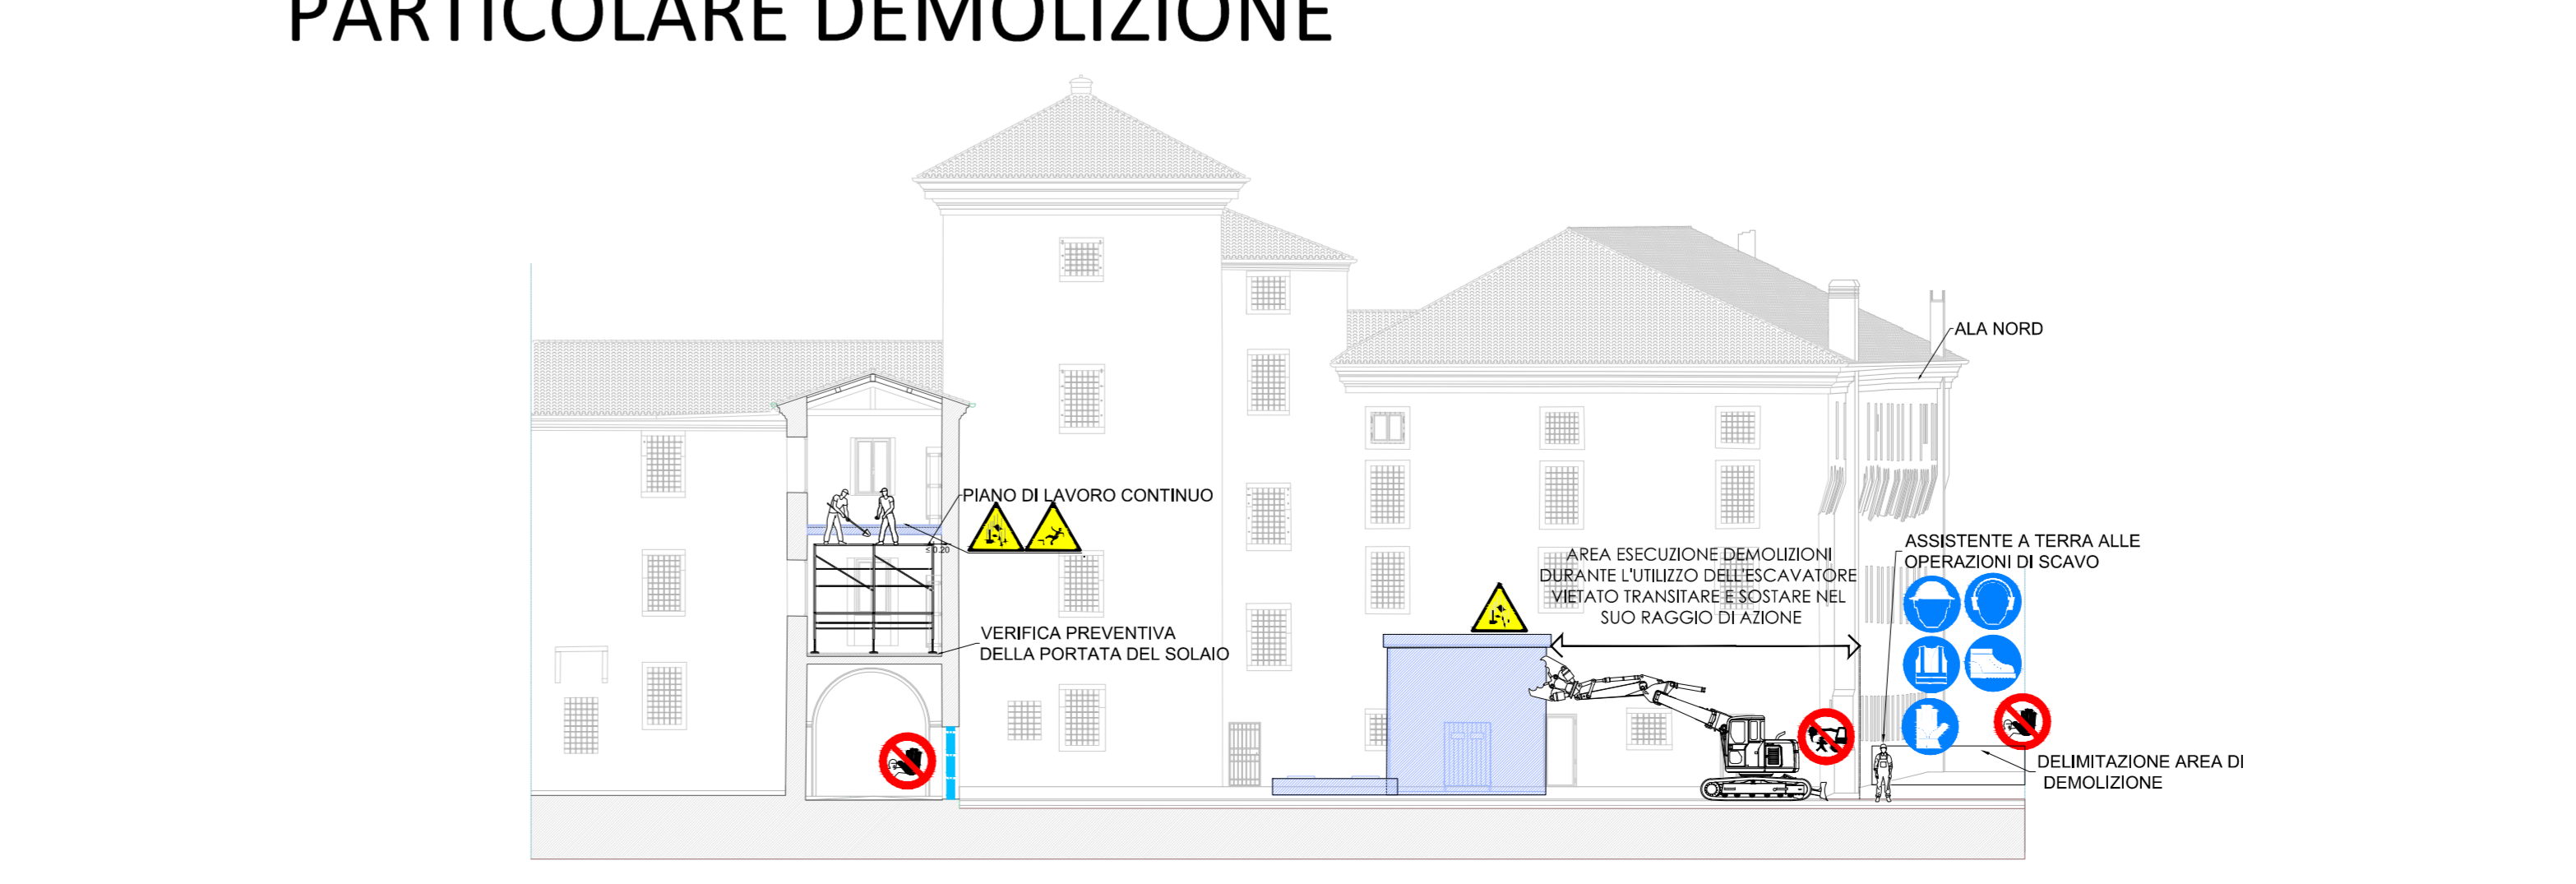 PARTICOLARE DEMOLIZIONE
ALA NORD
PIANO DI LAVORO CONTINUO
≤ 0.20
ASSISTENTE A TERRA ALLE
OPERAZIONI DI SCAVO
AREA ESECUZIONE DEMOLIZIONI
DURANTE L'UTILIZZO DELL'ESCAVATORE
VIETATO TRANSITARE E SOSTARE NEL
SUO RAGGIO DI AZIONE
VERIFICA PREVENTIVA
DELLA PORTATA DEL SOLAIO
DELIMITAZIONE AREA DI
DEMOLIZIONE